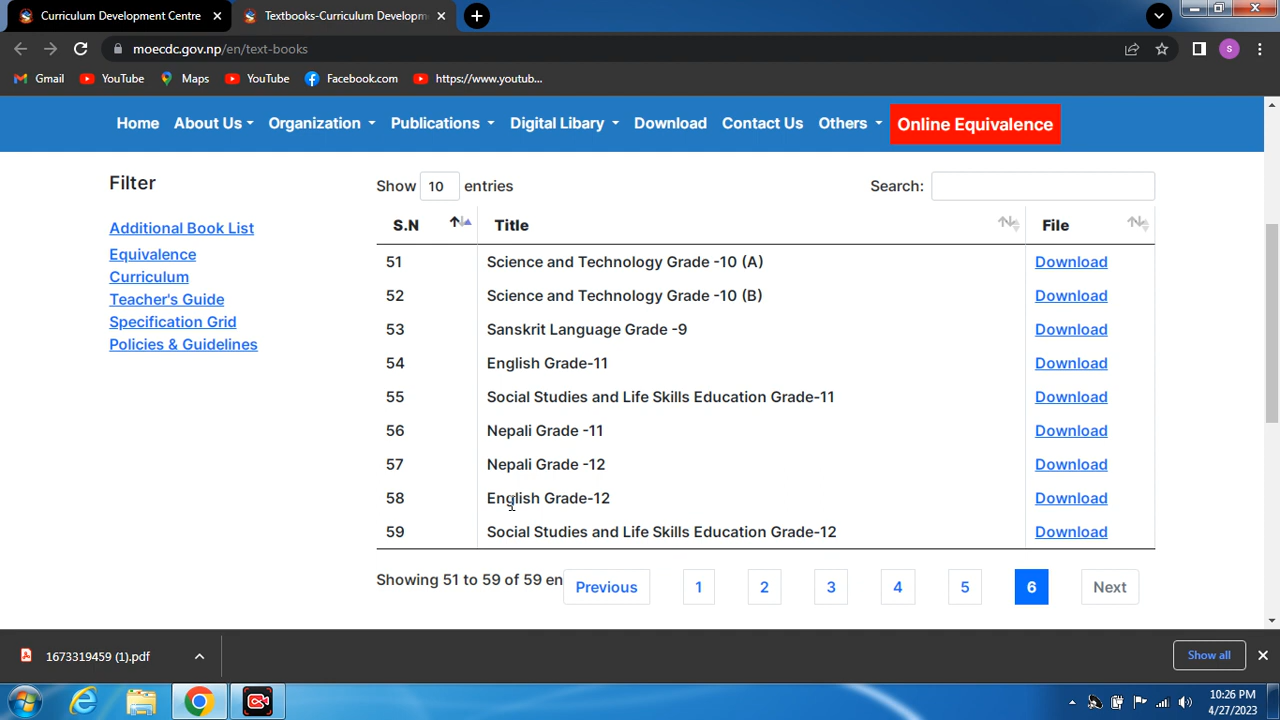 Curriculum Development Centre
Textbooks-Curriculum Developm
moecdc.gov.np/en/text-books
S
Gmail YouTube Maps YouTube Facebook.com https://www.youtub...
Home About Us Organization Publications Digital Libary Download Contact Us Others Online Equivalence
Filter
Additional Book List
Equivalence
Curriculum
Teacher's Guide
Specification Grid
Policies & Guidelines
Show 10 entries Search:
S.N Title File
51 Science and Technology Grade -10 (A) Download
52 Science and Technology Grade -10 (B) Download
53 Sanskrit Language Grade -9 Download
54 English Grade-11 Download
55 Social Studies and Life Skills Education Grade-11 Download
56 Nepali Grade -11 Download
57 Nepali Grade -12 Download
58 English Grade-12 Download
59 Social Studies and Life Skills Education Grade-12 Download
Showing 51 to 59 of 59 en Previous 1 2 3 4 5 6 Next
1673319459 (1).pdf Show all
10:26 PM
4/27/2023